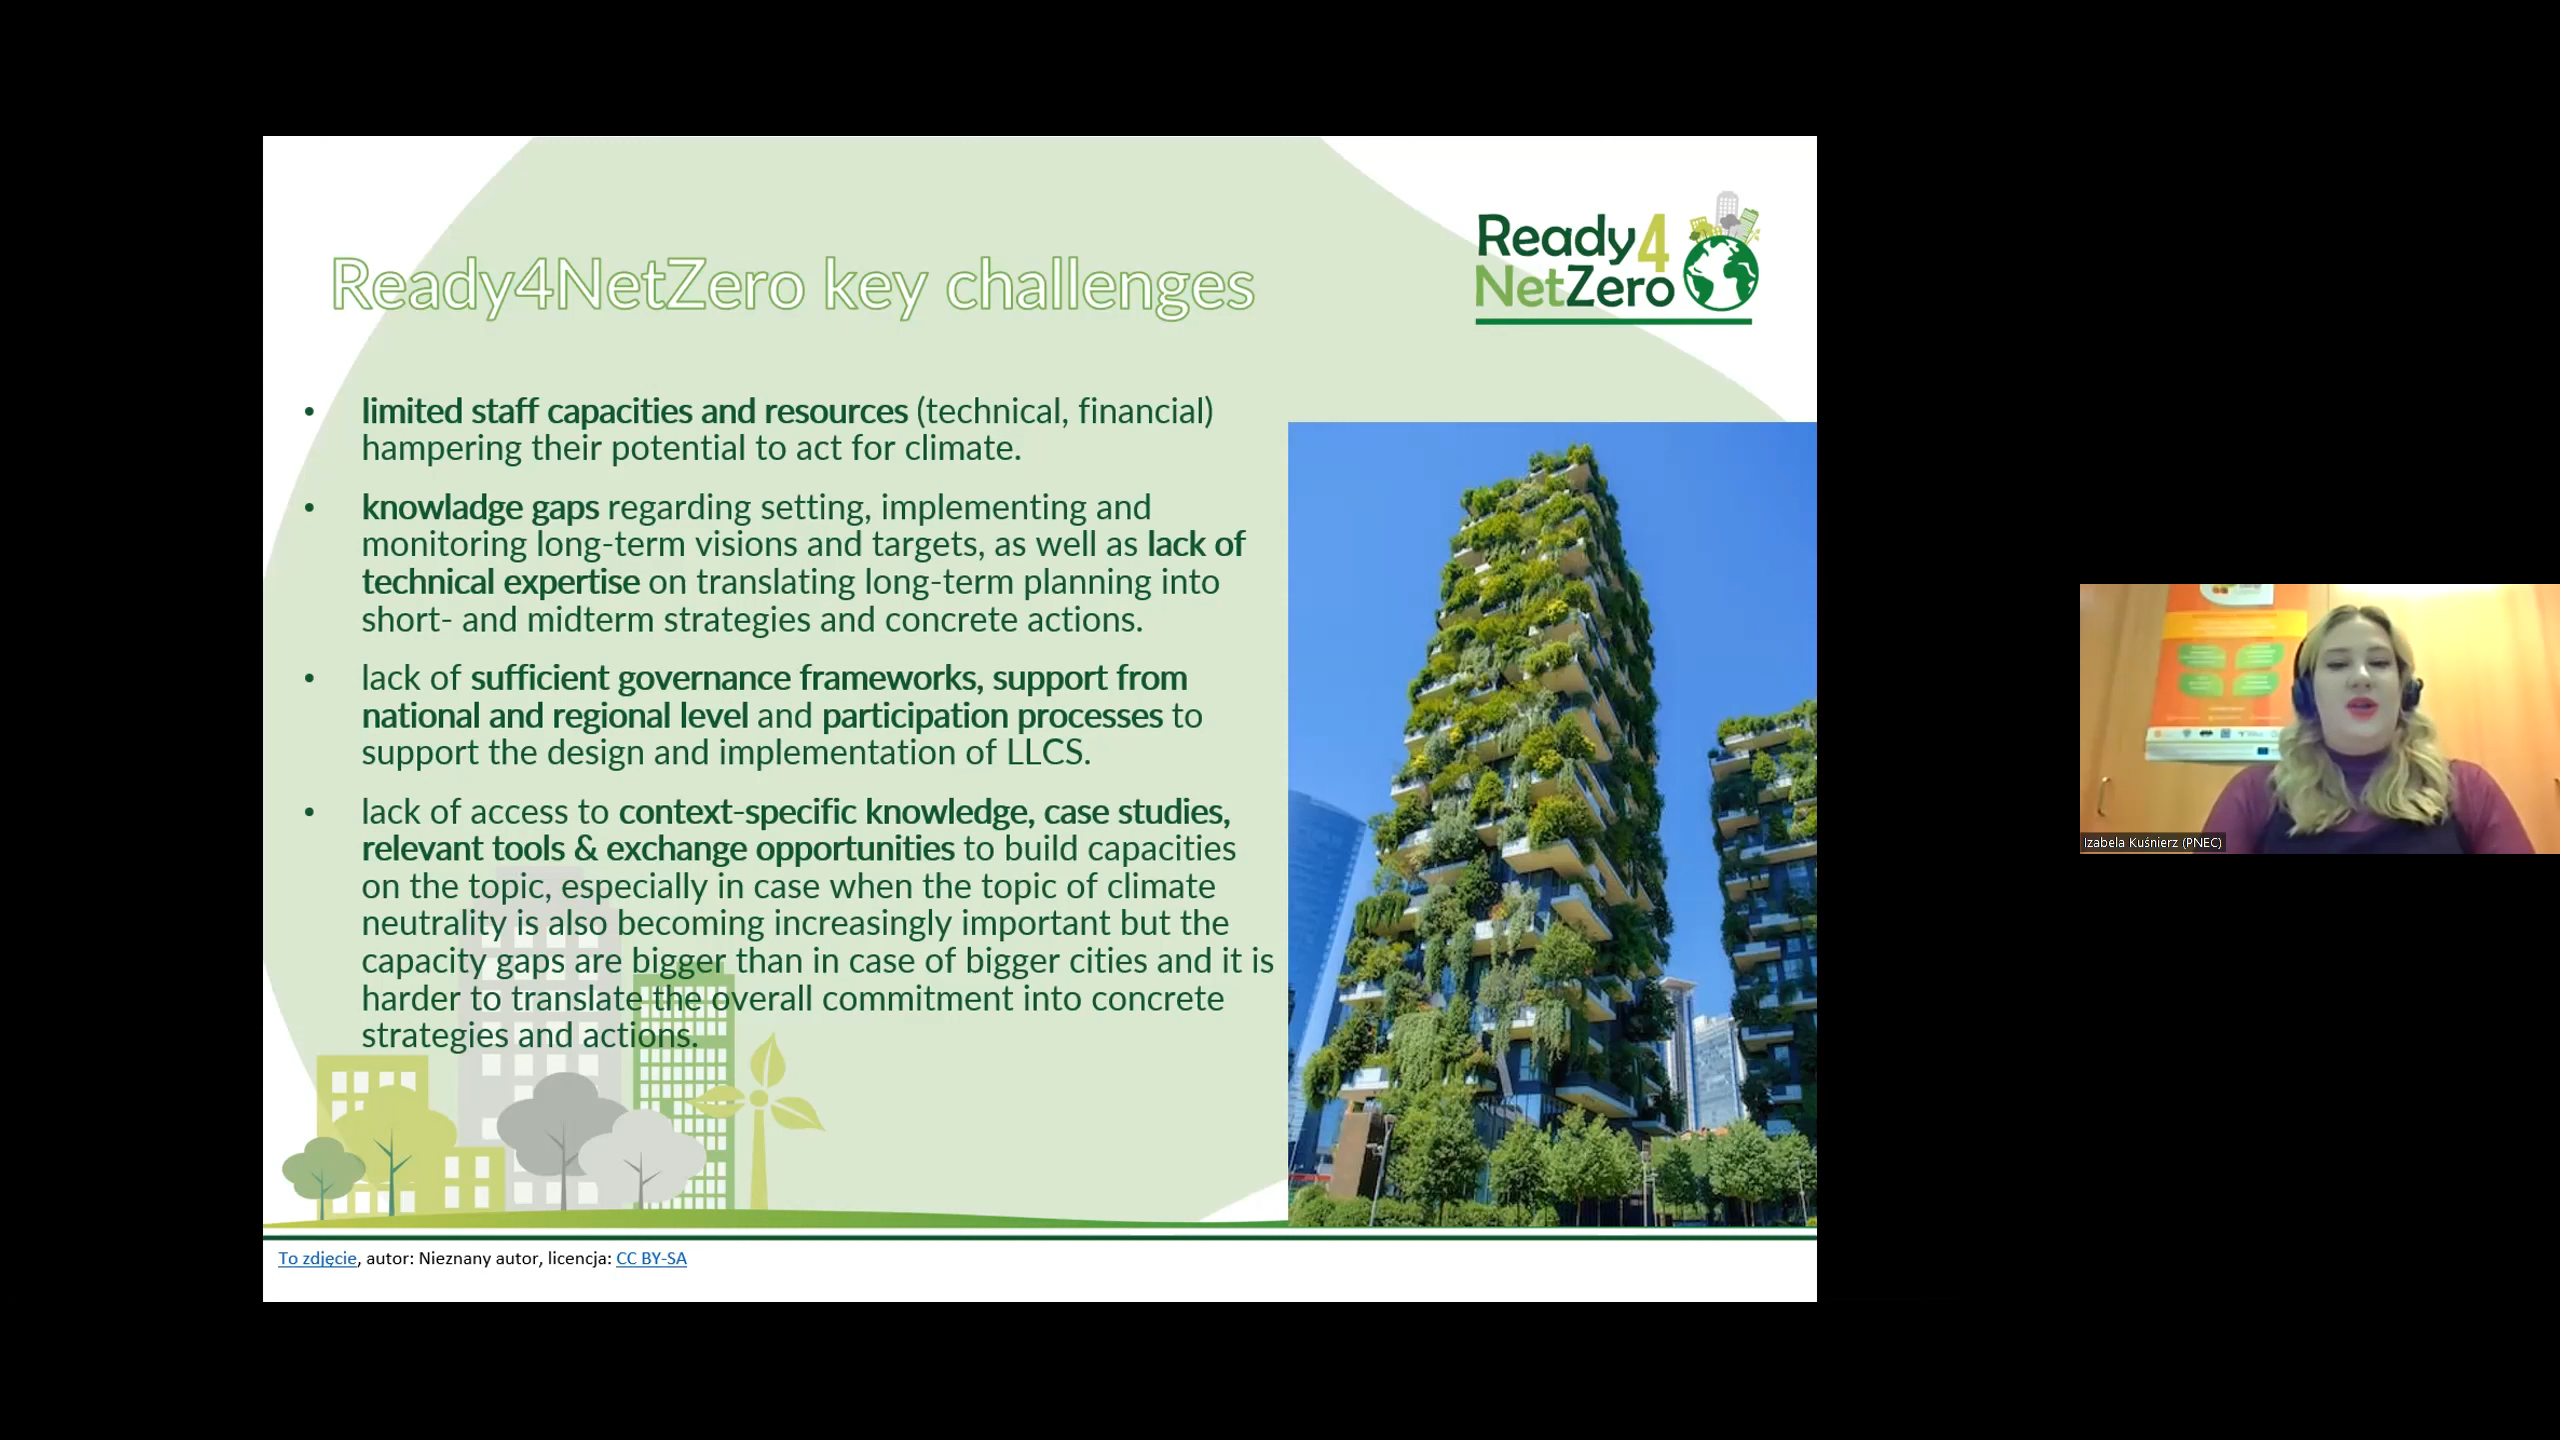 Ready4
NetZero
Ready4NetZero key challenges
• limited staff capacities and resources (technical, financial)
hampering their potential to act for climate.
• knowladge gaps regarding setting, implementing and
monitoring long-term visions and targets, as well as lack of
technical expertise on translating long-term planning into
short- and midterm strategies and concrete actions.
• lack of sufficient governance frameworks, support from
national and regional level and participation processes to
support the design and implementation of LLCS.
• lack of access to context-specific knowledge, case studies,
relevant tools & exchange opportunities to build capacities
on the topic, especially in case when the topic of climate
neutrality is also becoming increasingly important but the
capacity gaps are bigger than in case of bigger cities and it is
harder to translate the overall commitment into concrete
strategies and actions.
To zdjęcie, autor: Nieznany autor, licencja: CC BY-SA
Izabela Kuśnierz (PNEC)